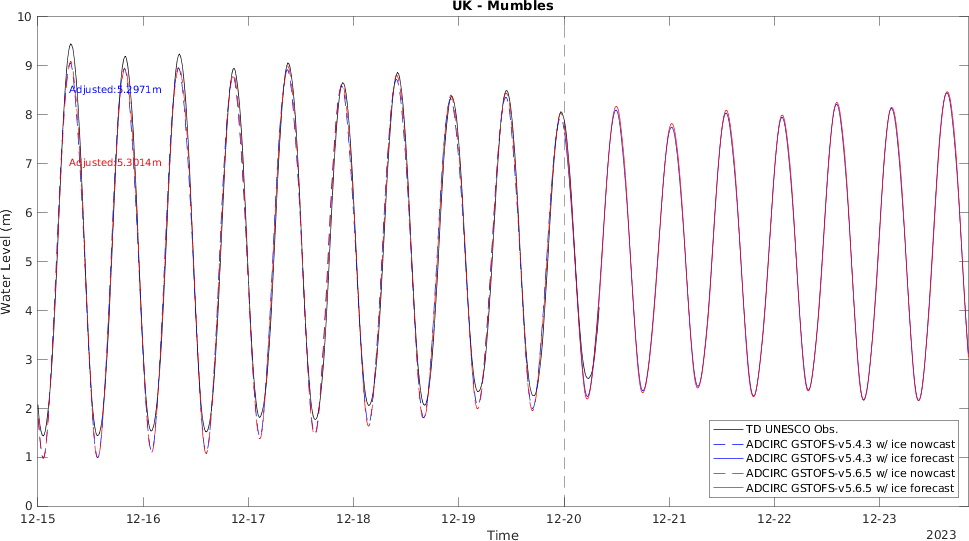 UK - Mumbles
10
9
8
7
6
5
4
3
2
1
0
Water Level (m)
Adjusted:5.2971m
Adjusted:5.3014m
TD UNESCO Obs.
ADCIRC GSTOFS-v5.4.3 w/ ice nowcast
ADCIRC GSTOFS-v5.4.3 w/ ice forecast
ADCIRC GSTOFS-v5.6.5 w/ ice nowcast
ADCIRC GSTOFS-v5.6.5 w/ ice forecast
12-15 12-16 12-17 12-18 12-19 12-20 12-21 12-22 12-23
Time
2023